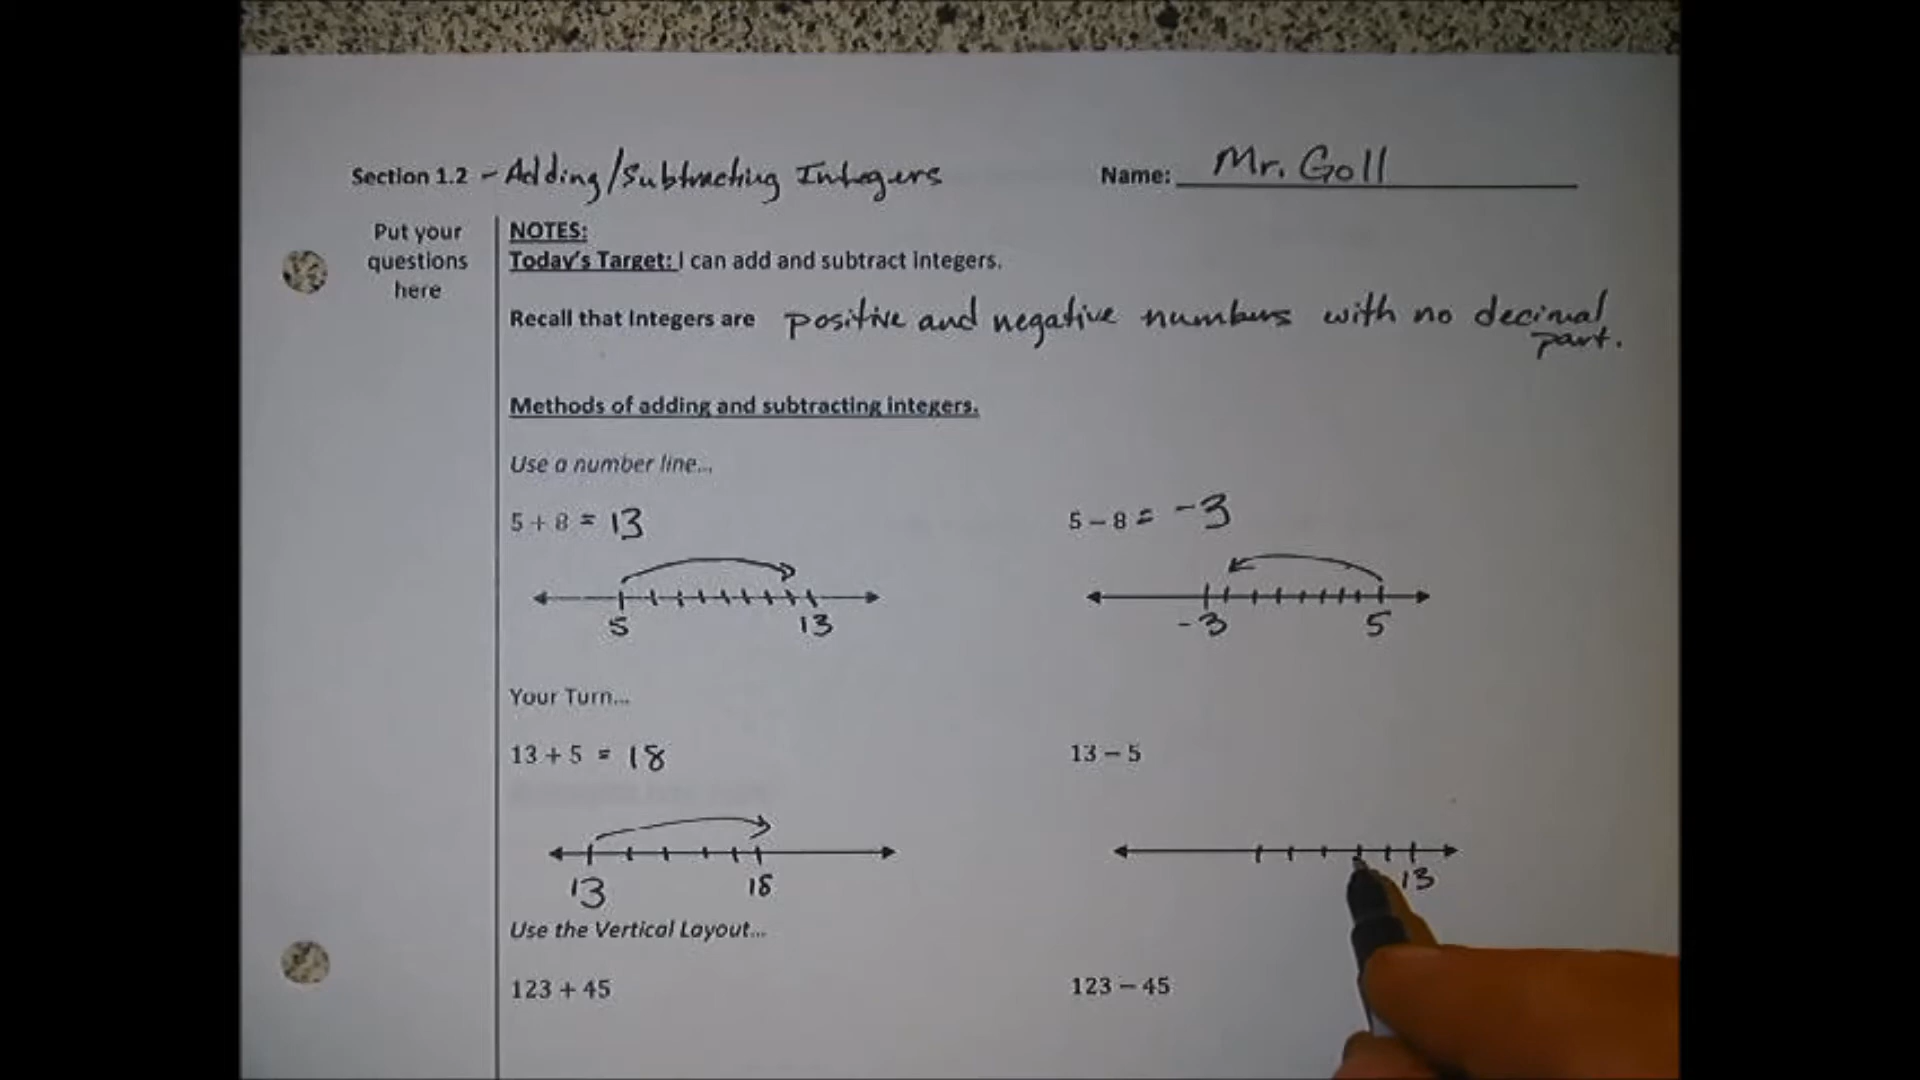 Section 1.2 - Adding/Subtracting Integers Name: Mr. Goll
Put your questions here
NOTES:
Today's Target: I can add and subtract integers.
Recall that Integers are positive and negative numbers with no decimal
part.
Methods of adding and subtracting integers.
Use a number line...
5 + 8 = 13
5 - 8 = -3
5 13
-3 5
Your Turn...
13 + 5 = 18
13 - 5
13 18
13
Use the Vertical Layout...
123 + 45
123 - 45